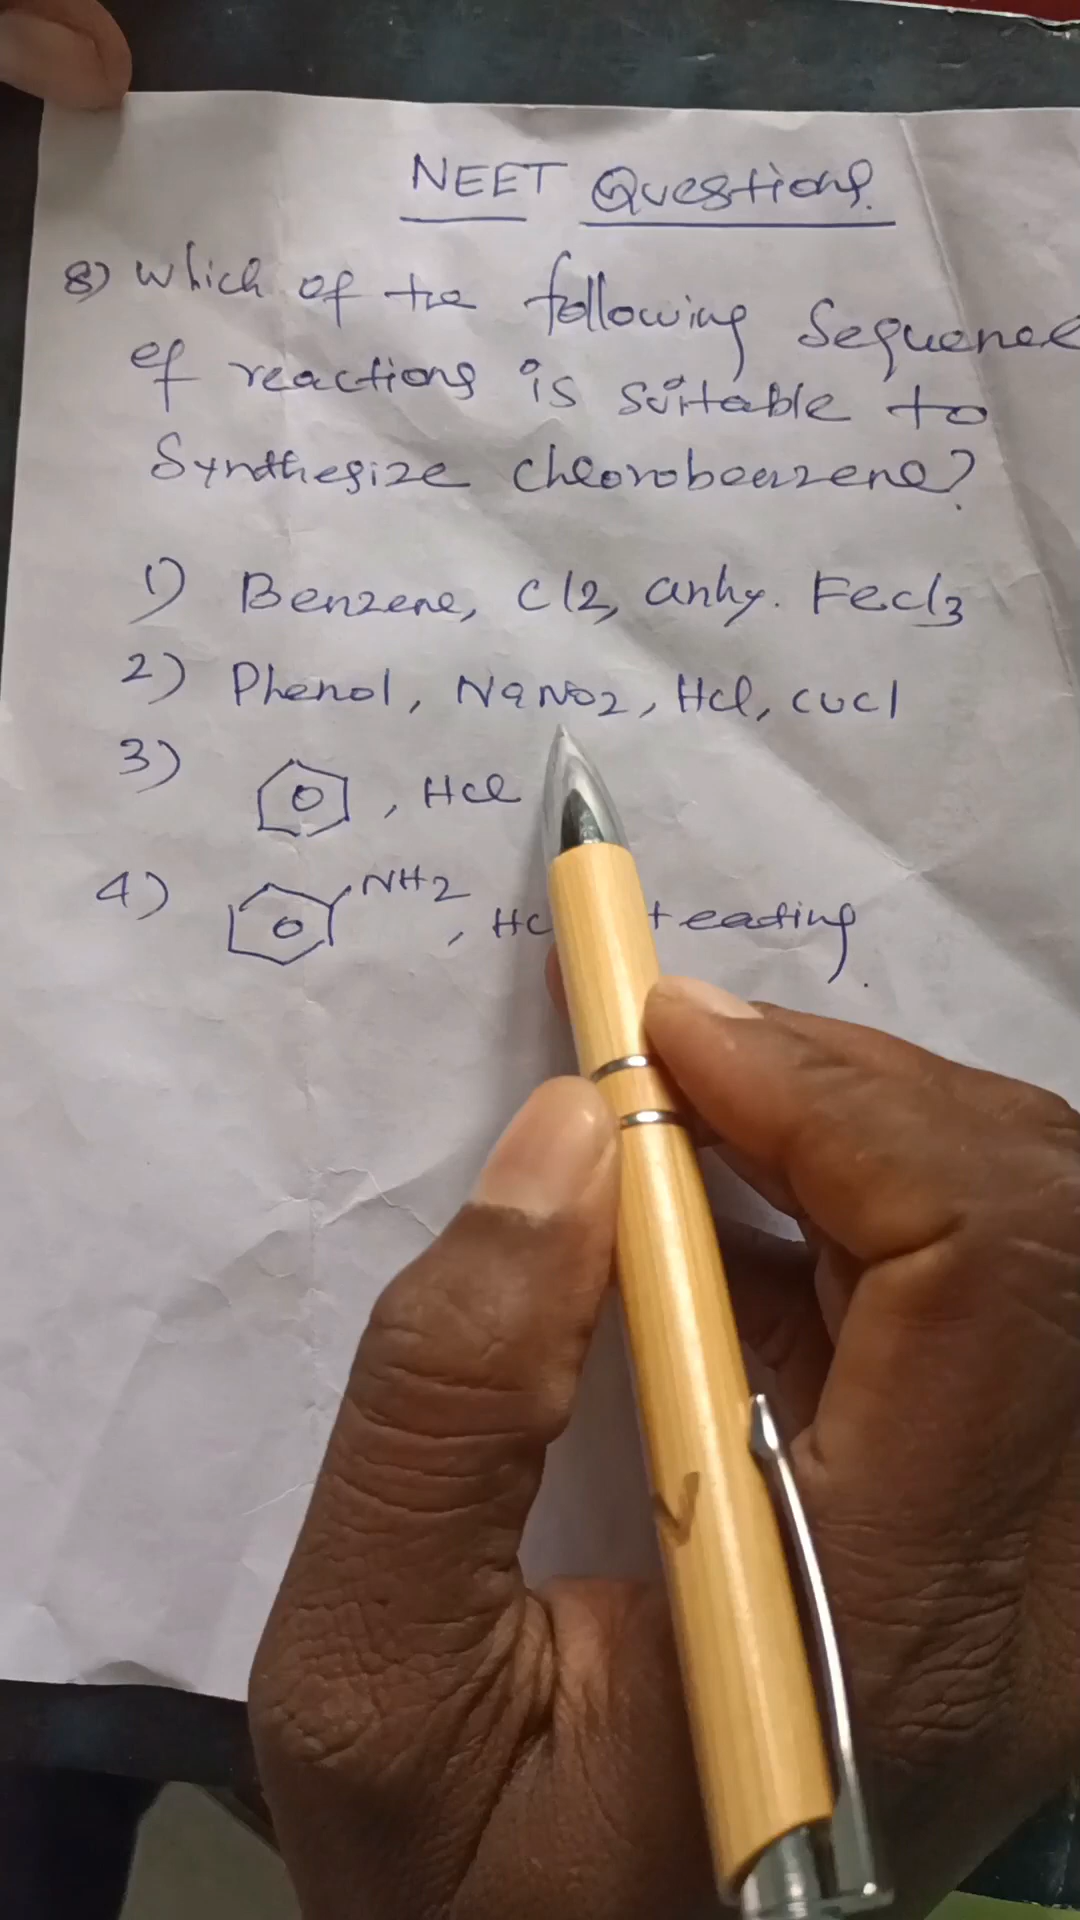 NEET Questions.
8) Which of the following Sequence
of reactions is suitable to
Synthesize chlorobenzene?
1) Benzene, Cl2, anhy. FeCl3
2) Phenol, NaNO2, HCl, CuCl
3) , HCl
4) NH2, HC eating.